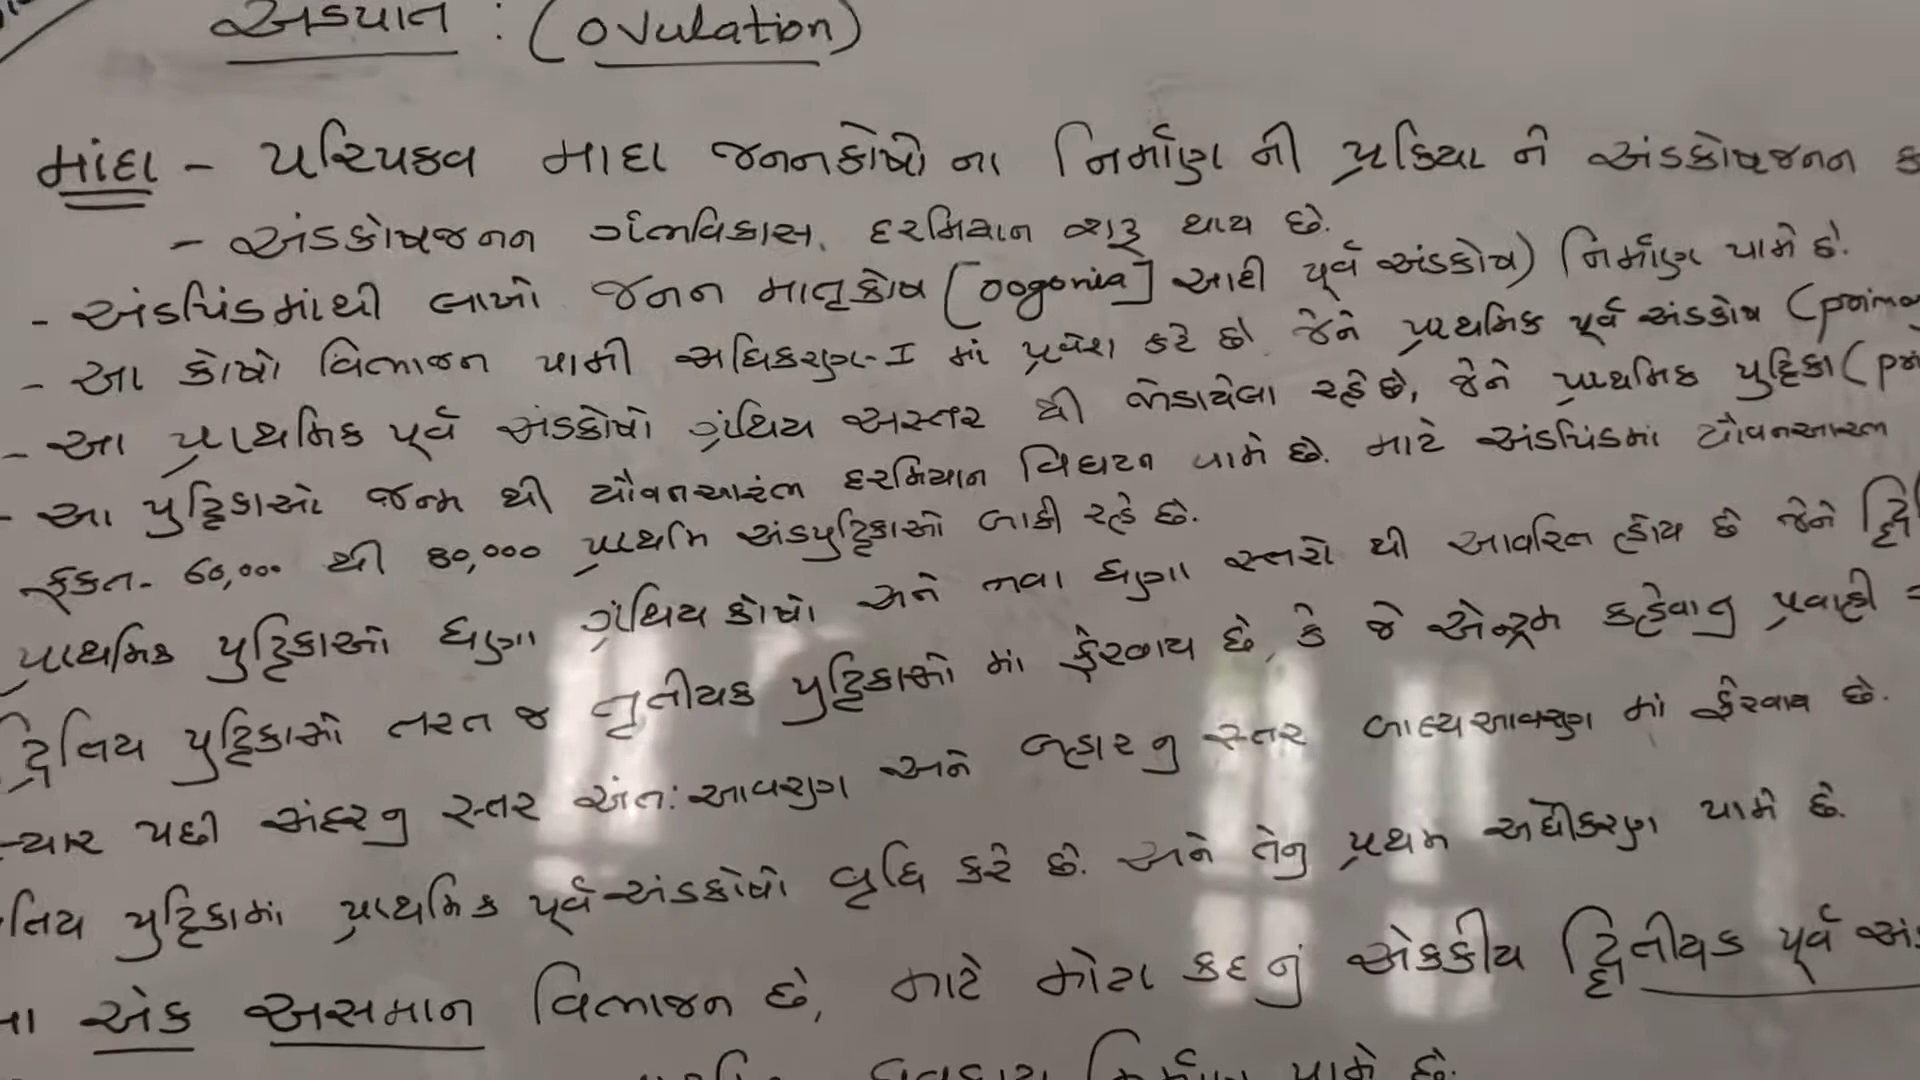 અંડપાત : (ovulation)
માંદા - પરિપકવ માદા જનનકોષો ના નિર્માણ ની પ્રક્રિયા ને અંડકોષજનન ક
- અંડકોષજનન ગર્ભવિકાસ. દરમિયાન શરૂ થાય છે.
- અંડપિંડમાંથી લાખો જનન માતૃકોષ [oogonia] આદી પૂર્વ અંડકોષ) નિર્માણ પામે છે.
- આ કોષો વિભાજન પામી અધિકરણ-I માં પ્રવેશ કરે છે જેને પ્રાથમિક પૂર્વ અંડકોષ (primar
- આ પ્રાથમિક પૂર્વ અંડકોષો ગ્રંથિય અસ્તર થી જોડાયેલા રહે છે, જેને પ્રાથમિક પુટ્ટિકા (pri
- આ પુટ્ટિકાઓ જન્મ થી યૌવનઆરંભ દરમિયાન વિઘટન પામે છે. માટે અંડપિંડમાં યૌવનઆરંભ
ફકત- 60,000 થી 80,000 પ્રાથમિ અંડપુટ્ટિકાઓ બાકી રહે છે.
પ્રાથમિક પુટ્ટિકાઓ ઘણા ગ્રંથિય કોષો અને નવા ઘણા સ્તરો થી આવરિત હોય છે જેને દ્વિ
દ્વિતિય પુટ્ટિકાઓ તરત જ તૃતીયક પુટ્ટિકાઓ માં ફેરવાય છે, કે જે એન્ટ્રમ કહેવાનુ પ્રવાહી
ત્યાર પછી અંદરનુ સ્તર અંતઃઆવરણ અને બહારનુ સ્તર બાહ્યઆવરણ માં ફેરવાય છે.
તિય પુટ્ટિકામાં પ્રાથમિક પૂર્વ અંડકોષો વૃધ્ધિ કરે છે. અને તેનુ પ્રથમ અર્ધીકરણ પામે છે.
ના એક અસમાન વિભાજન છે, માટે મોટા કદનું એકકીય દ્વિતીયક પૂર્વ અં
નિર્માણ પામે છે.